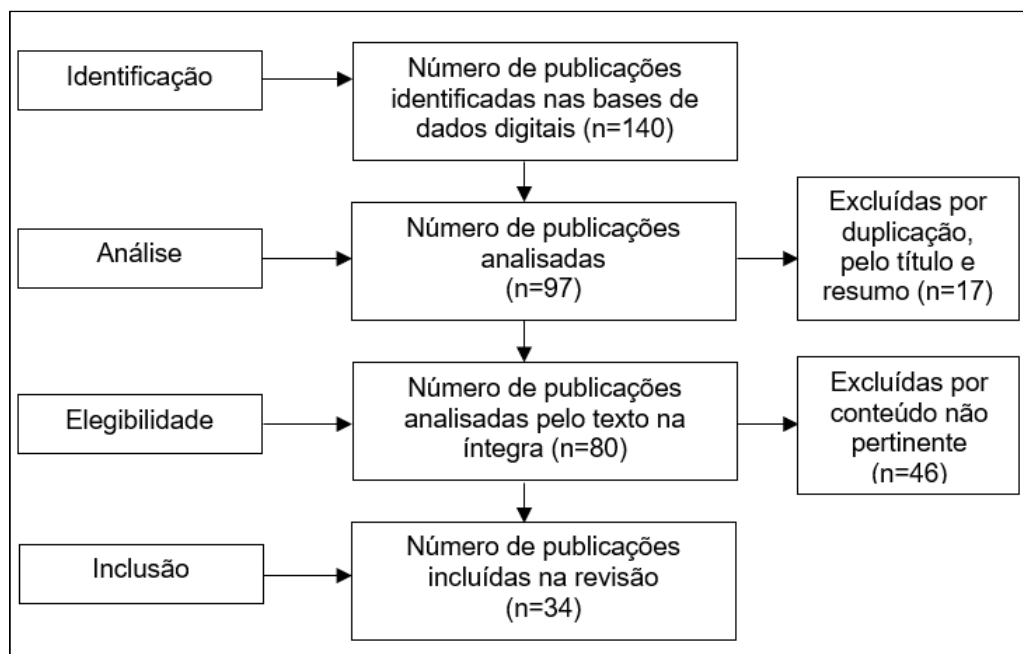 Identificação
Número de publicações
identificadas nas bases de
dados digitais (n=140)
Análise
Número de publicações
analisadas
(n=97)
Excluídas por
duplicação,
pelo título e
resumo (n=17)
Elegibilidade
Número de publicações
analisadas pelo texto na
íntegra (n=80)
Excluídas por
conteúdo não
pertinente
(n=46)
Inclusão
Número de publicações
incluídas na revisão
(n=34)